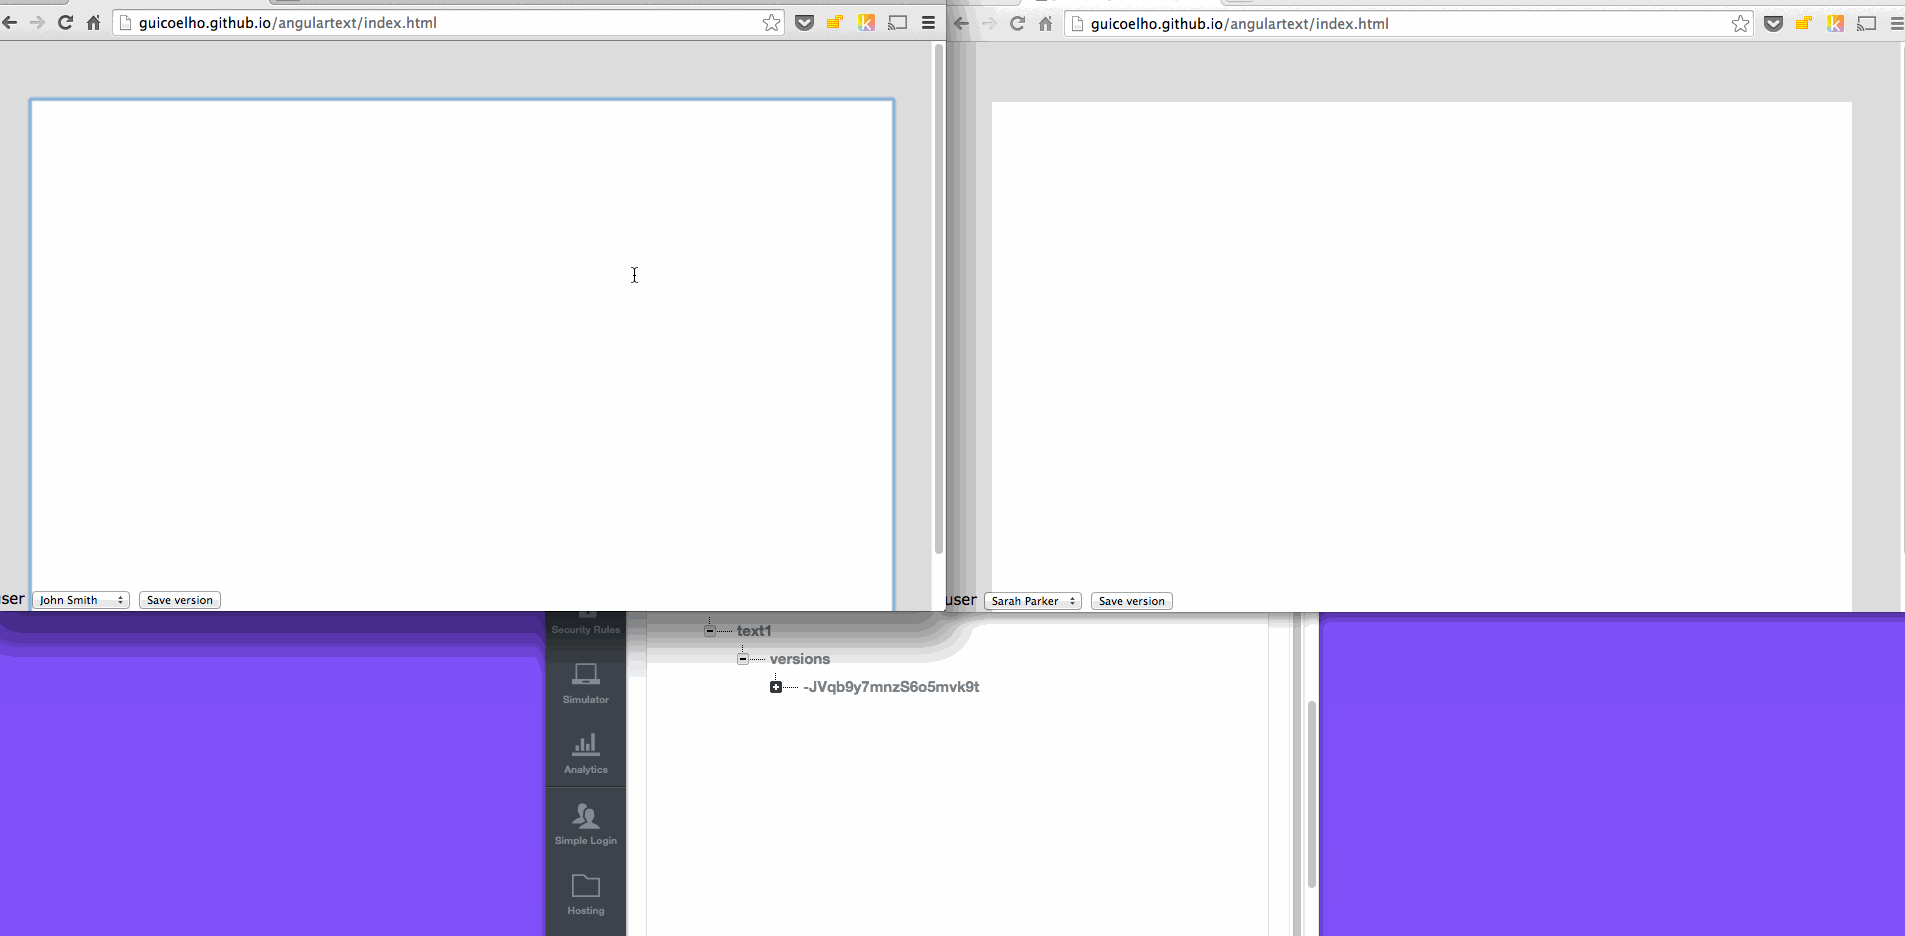 guicoelho.github.io/angulartext/index.html
guicoelho.github.io/angulartext/index.html
user John Smith Save version
user Sarah Parker Save version
Security Rules
Simulator
Analytics
Simple Login
Hosting
text1
versions
-JVqb9y7mnzS6o5mvk9t